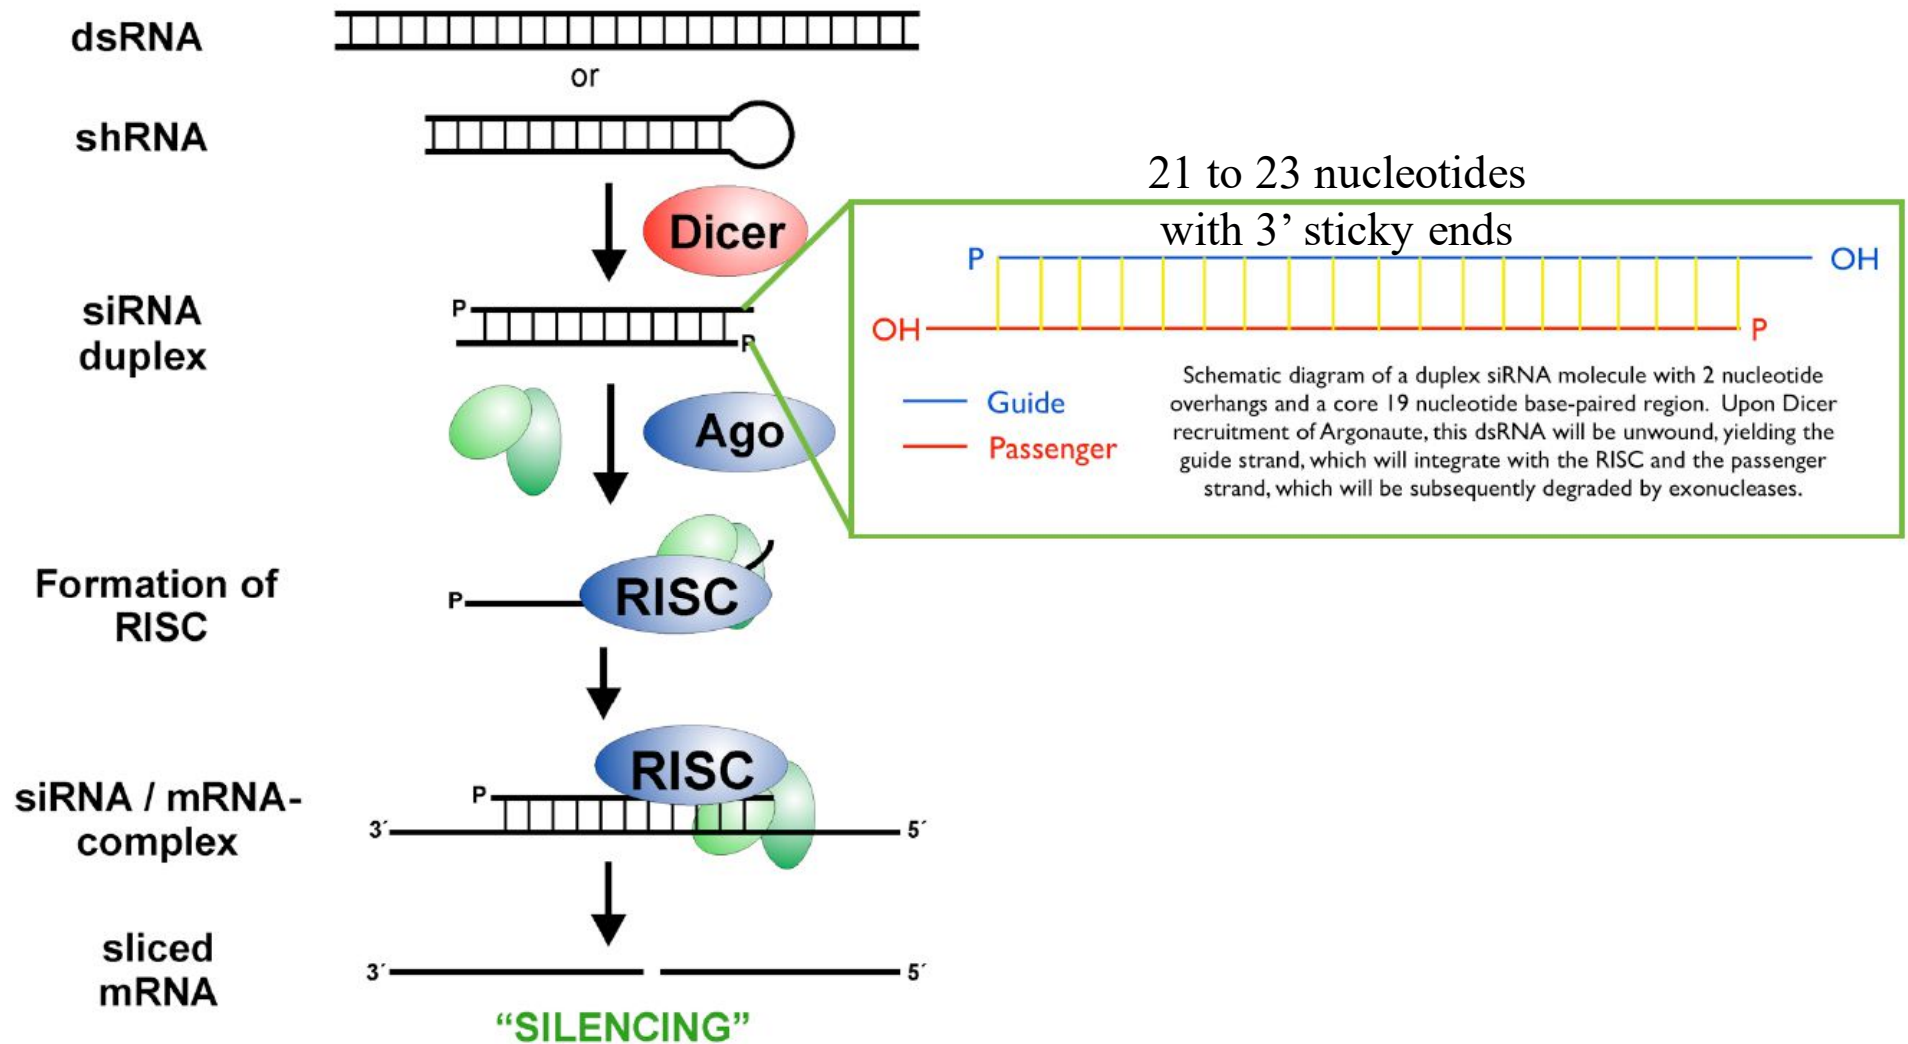 dsRNA
or
shRNA
21 to 23 nucleotides
with 3’ sticky ends
Dicer
P
OH
OH
P
siRNA
duplex
P
P
Guide
Passenger
Schematic diagram of a duplex siRNA molecule with 2 nucleotide
overhangs and a core 19 nucleotide base-paired region. Upon Dicer
recruitment of Argonaute, this dsRNA will be unwound, yielding the
guide strand, which will integrate with the RISC and the passenger
strand, which will be subsequently degraded by exonucleases.
Ago
Formation of
RISC
P
RISC
siRNA / mRNA-
complex
RISC
P
3´
5´
sliced
mRNA
3´
5´
“SILENCING”